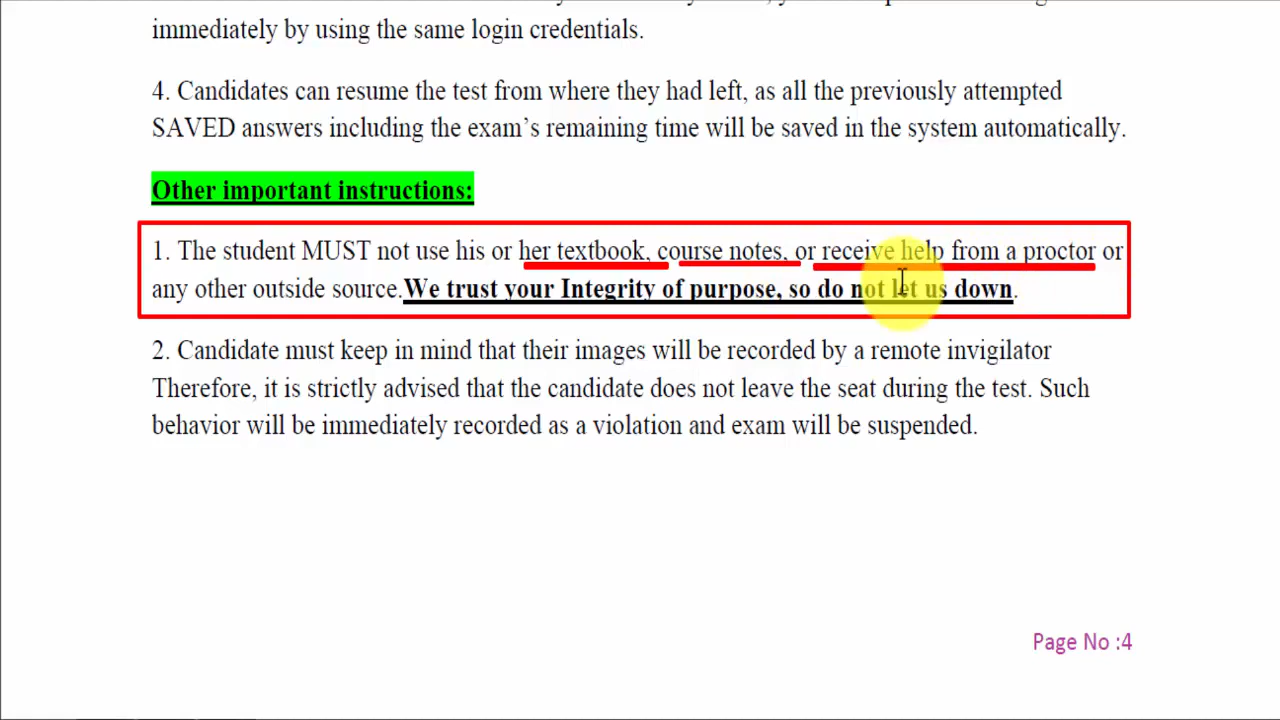 immediately by using the same login credentials.
4. Candidates can resume the test from where they had left, as all the previously attempted
SAVED answers including the exam’s remaining time will be saved in the system automatically.
Other important instructions:
1. The student MUST not use his or her textbook, course notes, or receive help from a proctor or
any other outside source.We trust your Integrity of purpose, so do not let us down.
2. Candidate must keep in mind that their images will be recorded by a remote invigilator
Therefore, it is strictly advised that the candidate does not leave the seat during the test. Such
behavior will be immediately recorded as a violation and exam will be suspended.
Page No :4